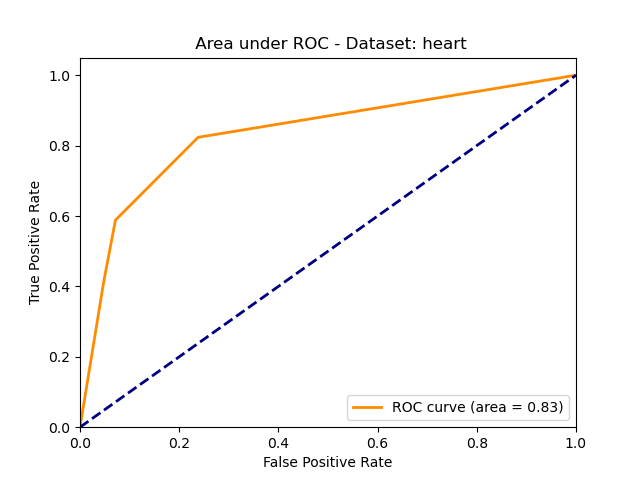 Area under ROC - Dataset: heart
True Positive Rate
1.0
0.8
0.6
0.4
0.2
0.0
ROC curve (area = 0.83)
0.0 0.2 0.4 0.6 0.8 1.0
False Positive Rate